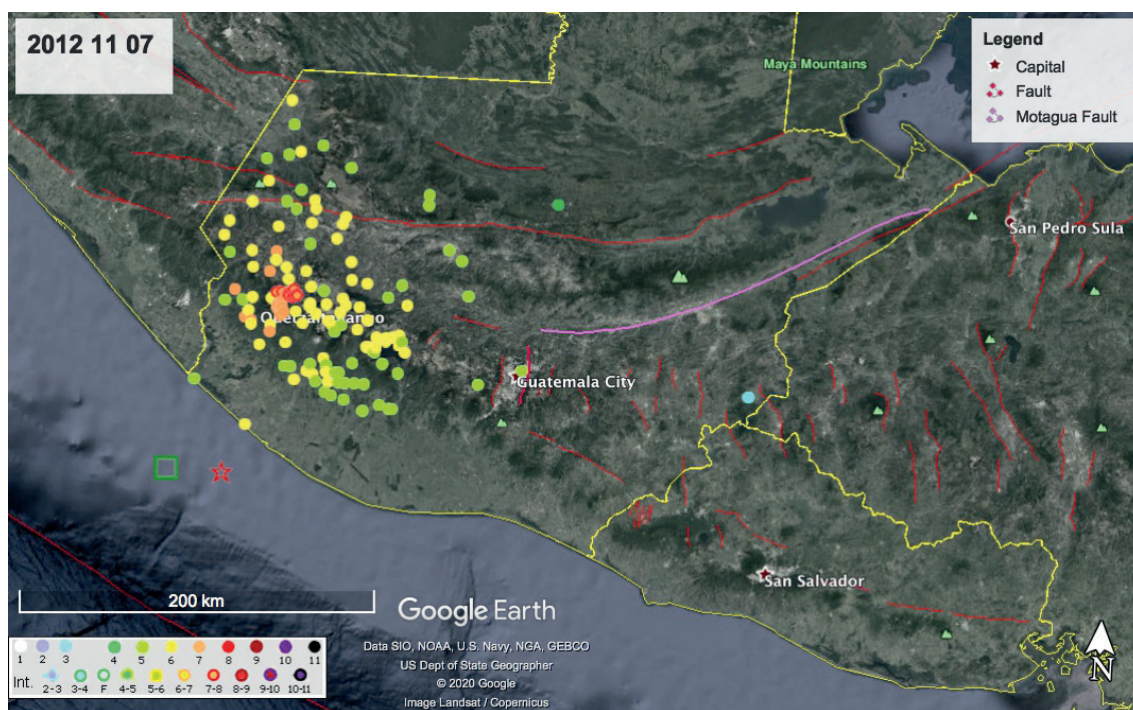 2012 11 07
Legend
Capital
Fault
Motagua Fault
Maya Mountains
San Pedro Sula
Guatemala City
San Salvador
200 km
Google Earth
Data SIO, NOAA, U.S. Navy, NGA, GEBCO
US Dept of State Geographer
© 2020 Google
Image Landsat / Copernicus
N
1 2 3 4 5 6 7 8 9 10 11
Int. 2-3 3-4 F 4-5 5-6 6-7 7-8 8-9 9-10 10-11